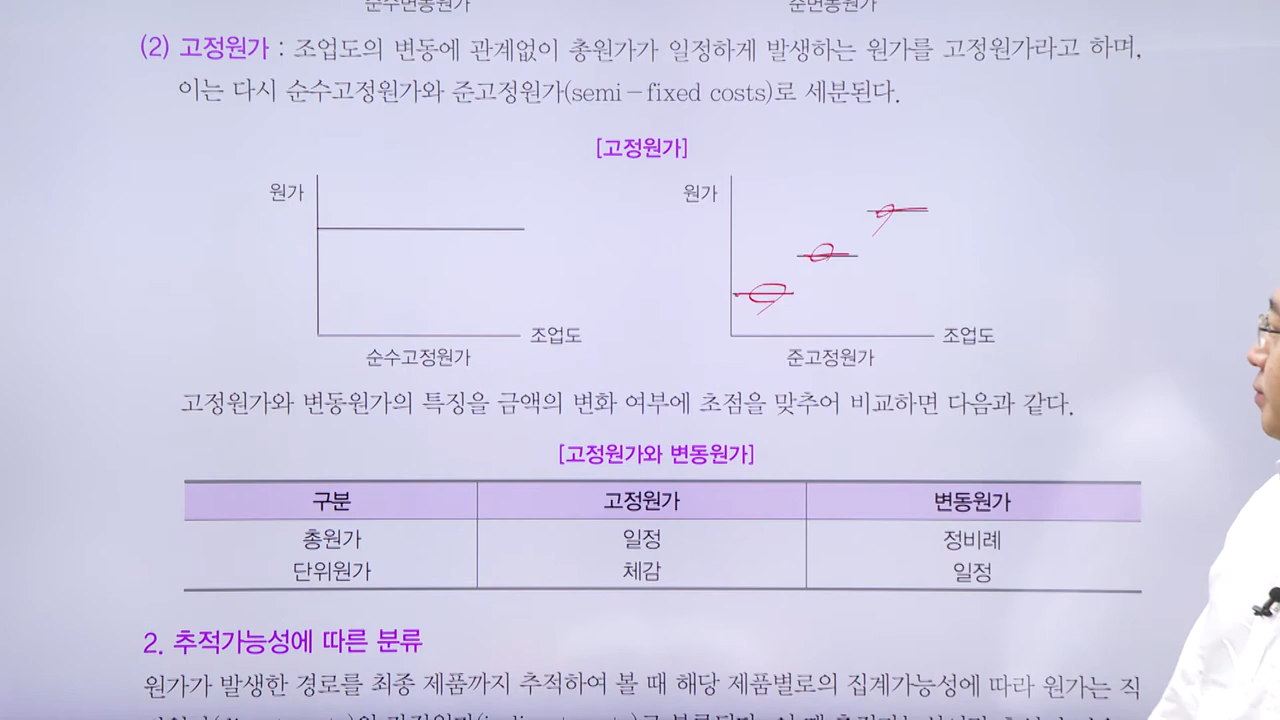 순수변동원가 준변동원가
(2) 고정원가 : 조업도의 변동에 관계없이 총원가가 일정하게 발생하는 원가를 고정원가라고 하며,
이는 다시 순수고정원가와 준고정원가(semi-fixed costs)로 세분된다.
[고정원가]
원가 원가
조업도 조업도
순수고정원가 준고정원가
고정원가와 변동원가의 특징을 금액의 변화 여부에 초점을 맞추어 비교하면 다음과 같다.
[고정원가와 변동원가]
구분 고정원가 변동원가
총원가 일정 정비례
단위원가 체감 일정
2. 추적가능성에 따른 분류
원가가 발생한 경로를 최종 제품까지 추적하여 볼 때 해당 제품별로의 집계가능성에 따라 원가는 직